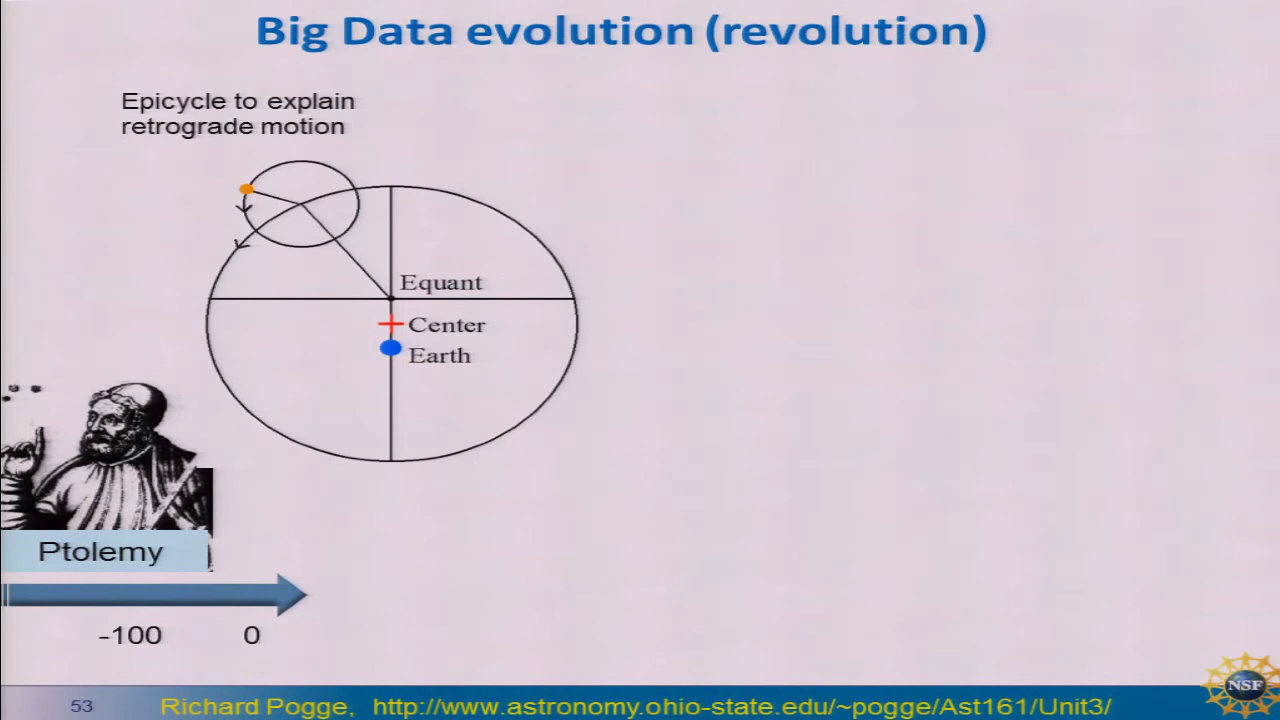 Big Data evolution (revolution)
Epicycle to explain
retrograde motion
Equant
Center
Earth
Ptolemy
-100 0
53 Richard Pogge, http://www.astronomy.ohio-state.edu/~pogge/Ast161/Unit3/
NSF